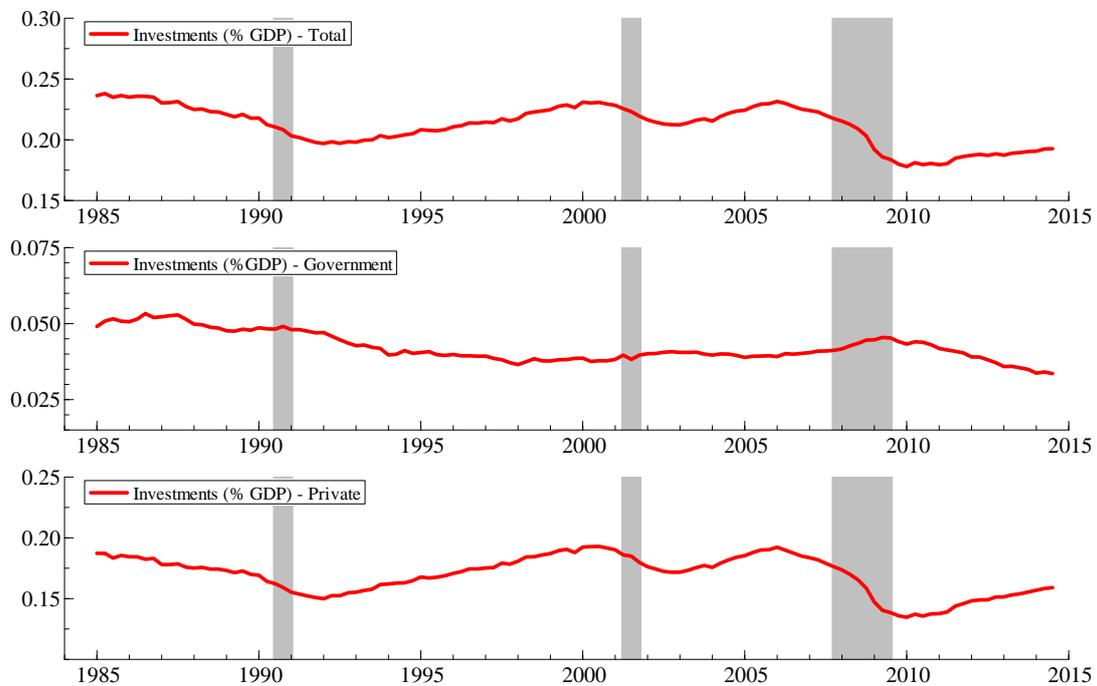 0.30
Investments (% GDP) - Total
0.25
0.20
0.15
1985 1990 1995 2000 2005 2010 2015
0.075
Investments (%GDP) - Government
0.050
0.025
1985 1990 1995 2000 2005 2010 2015
0.25
Investments (% GDP) - Private
0.20
0.15
1985 1990 1995 2000 2005 2010 2015